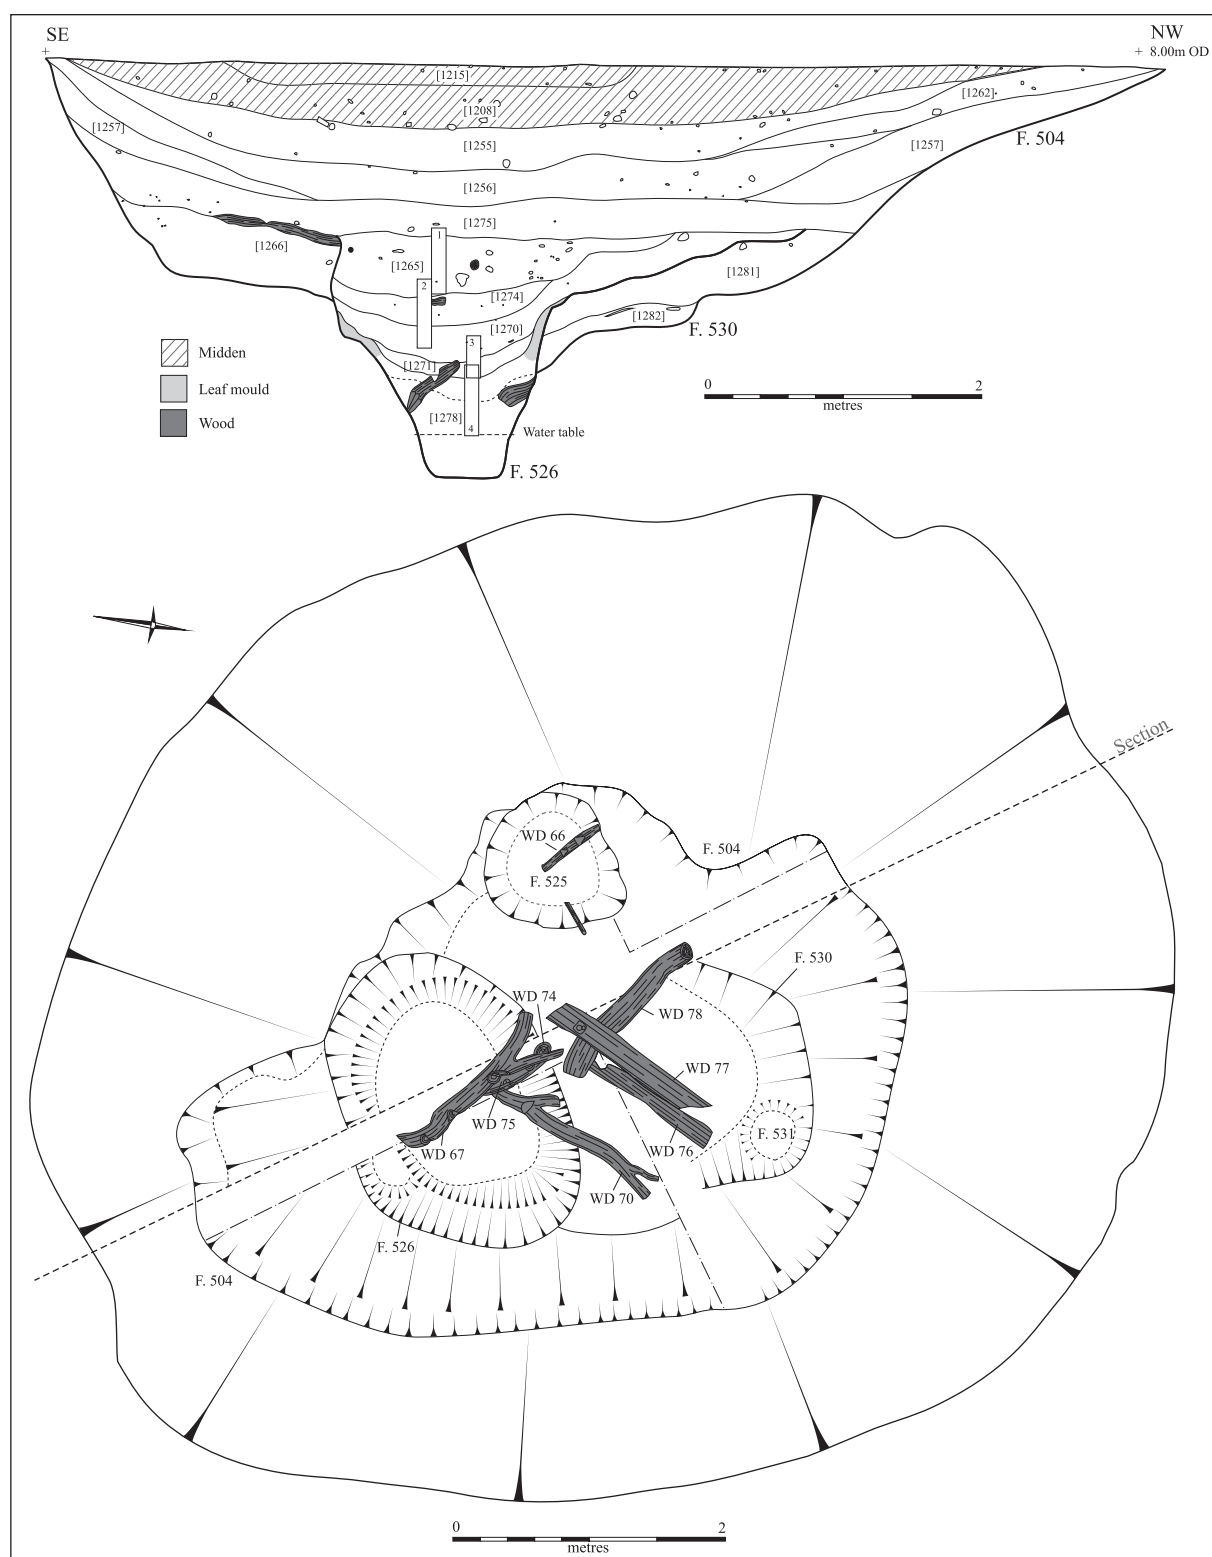 SE
NW
+
+ 8.00m OD
[1215]
[1208]
[1262]
[1257]
[1255]
[1257]
F. 504
[1256]
[1275]
[1266]
1
[1265]
[1281]
2
[1274]
[1282]
[1270]
F. 530
3
[1271]
Midden
Leaf mould
Wood
0 2
metres
[1278]
4
Water table
F. 526
Section
WD 66
F. 504
F. 525
F. 530
WD 74
WD 78
WD 77
WD 75
F. 531
WD 67
WD 76
WD 70
F. 526
F. 504
0 2
metres